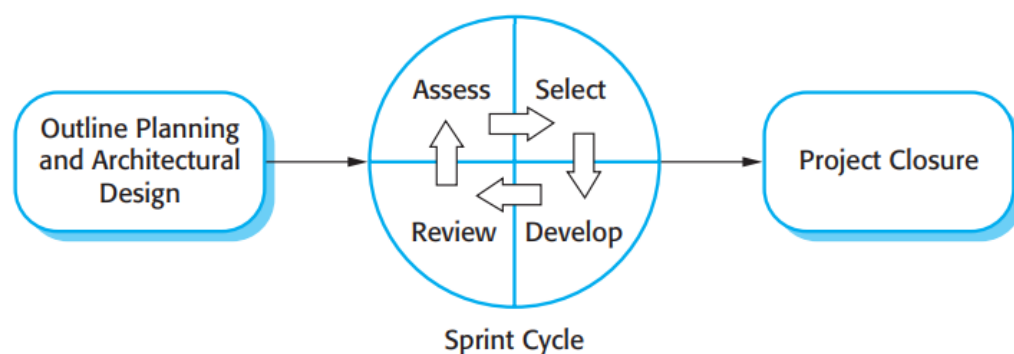 Outline Planning
and Architectural
Design
Assess
Select
Review
Develop
Project Closure
Sprint Cycle